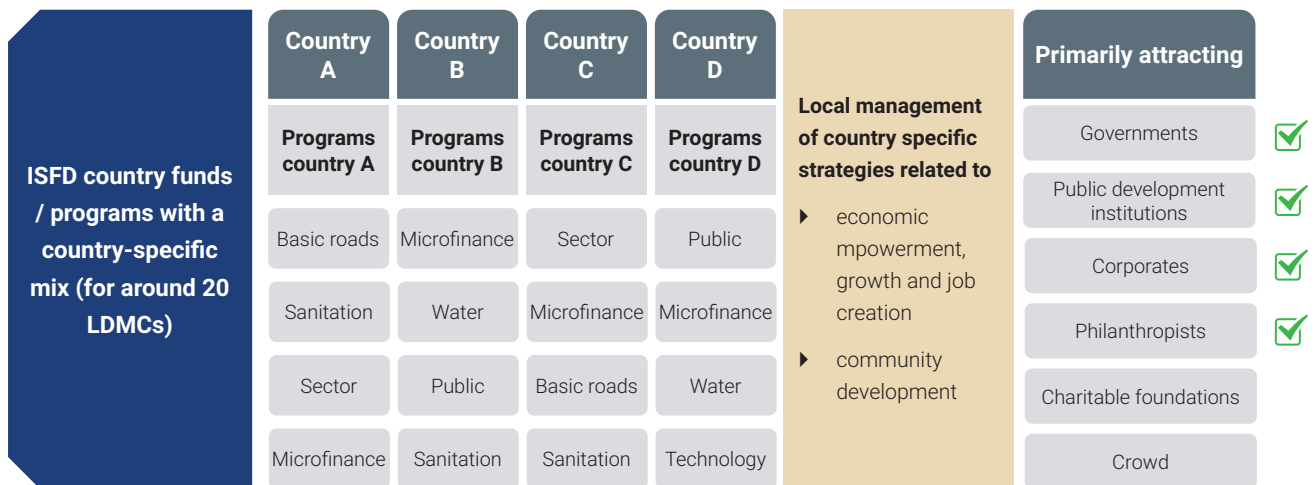 ISFD country funds
/ programs with a
country-specific
mix (for around 20
LDMCs)
Country
A
Programs
country A
Basic roads
Sanitation
Sector
Microfinance
Country
B
Programs
country B
Microfinance
Water
Public
Sanitation
Country
C
Programs
country C
Sector
Microfinance
Basic roads
Sanitation
Country
D
Programs
country D
Public
Microfinance
Water
Technology
Local management
of country specific
strategies related to
economic
mpowerment,
growth and job
creation
community
development
Primarily attracting
Governments
Public development
institutions
Corporates
Philanthropists
Charitable foundations
Crowd